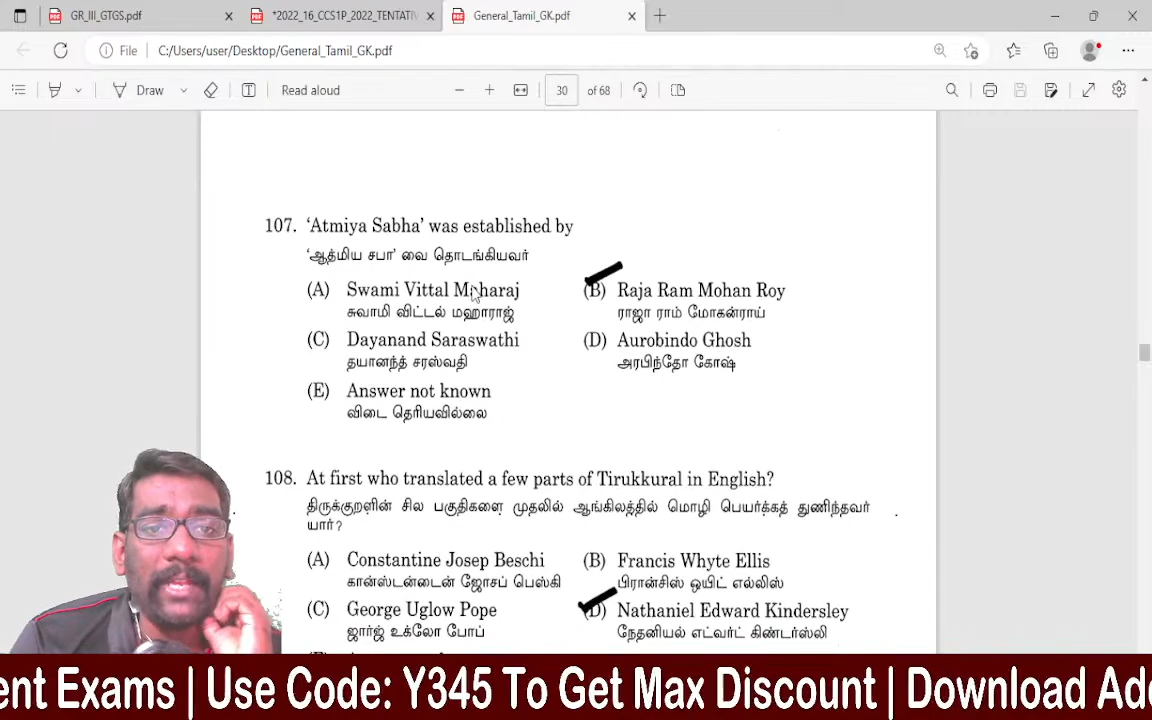 GR_III_GTGS.pdf
*2022_16_CCS1P_2022_TENTATIV
General_Tamil_GK.pdf
File | C:/Users/user/Desktop/General_Tamil_GK.pdf
Draw
Read aloud
30 of 68
107. 'Atmiya Sabha' was established by
'ஆத்மிய சபா' வை தொடங்கியவர்
(A) Swami Vittal Maharaj
சுவாமி விட்டல் மஹாராஜ்
(B) Raja Ram Mohan Roy
ராஜா ராம் மோகன்ராய்
(C) Dayanand Saraswathi
தயானந்த் சரஸ்வதி
(D) Aurobindo Ghosh
அரபிந்தோ கோஷ்
(E) Answer not known
விடை தெரியவில்லை
108. At first who translated a few parts of Tirukkural in English?
திருக்குறளின் சில பகுதிகளை முதலில் ஆங்கிலத்தில் மொழி பெயர்க்கத் துணிந்தவர்
யார்?
(A) Constantine Josep Beschi
கான்ஸ்டன்டைன் ஜோசப் பெஸ்கி
(B) Francis Whyte Ellis
பிரான்சிஸ் ஒயிட் எல்லிஸ்
(C) George Uglow Pope
ஜார்ஜ் உக்லோ போப்
(D) Nathaniel Edward Kindersley
நேதனியல் எட்வர்ட் கிண்டர்ஸ்லி
ent Exams | Use Code: Y345 To Get Max Discount | Download Add